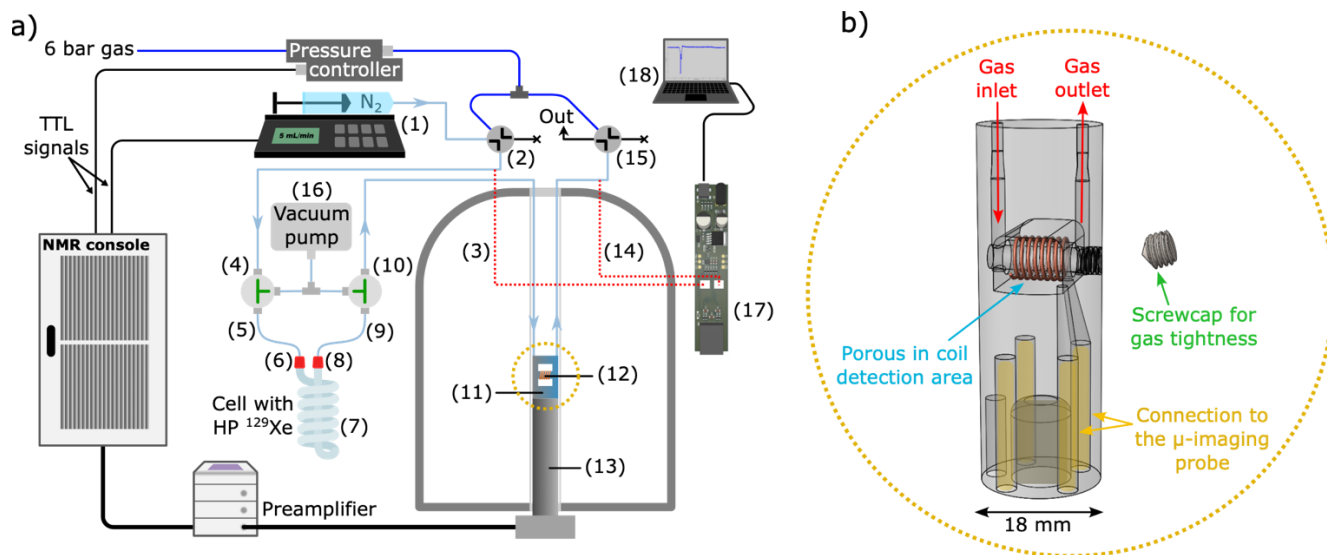 a)
6 bar gas
Pressure
controller
N₂
(1)
5 mL/min
TTL
signals
(2)
Out
(15)
(18)
(16)
Vacuum
pump
(3)
(14)
NMR console
(4)
(10)
(5)
(9)
(17)
(6)
(8)
Cell with
HP ¹²⁹Xe
(7)
(11)
(12)
(13)
Preamplifier
b)
Gas
inlet
Gas
outlet
Screwcap for
gas tightness
Porous in coil
detection area
Connection to
the μ-imaging
probe
18 mm